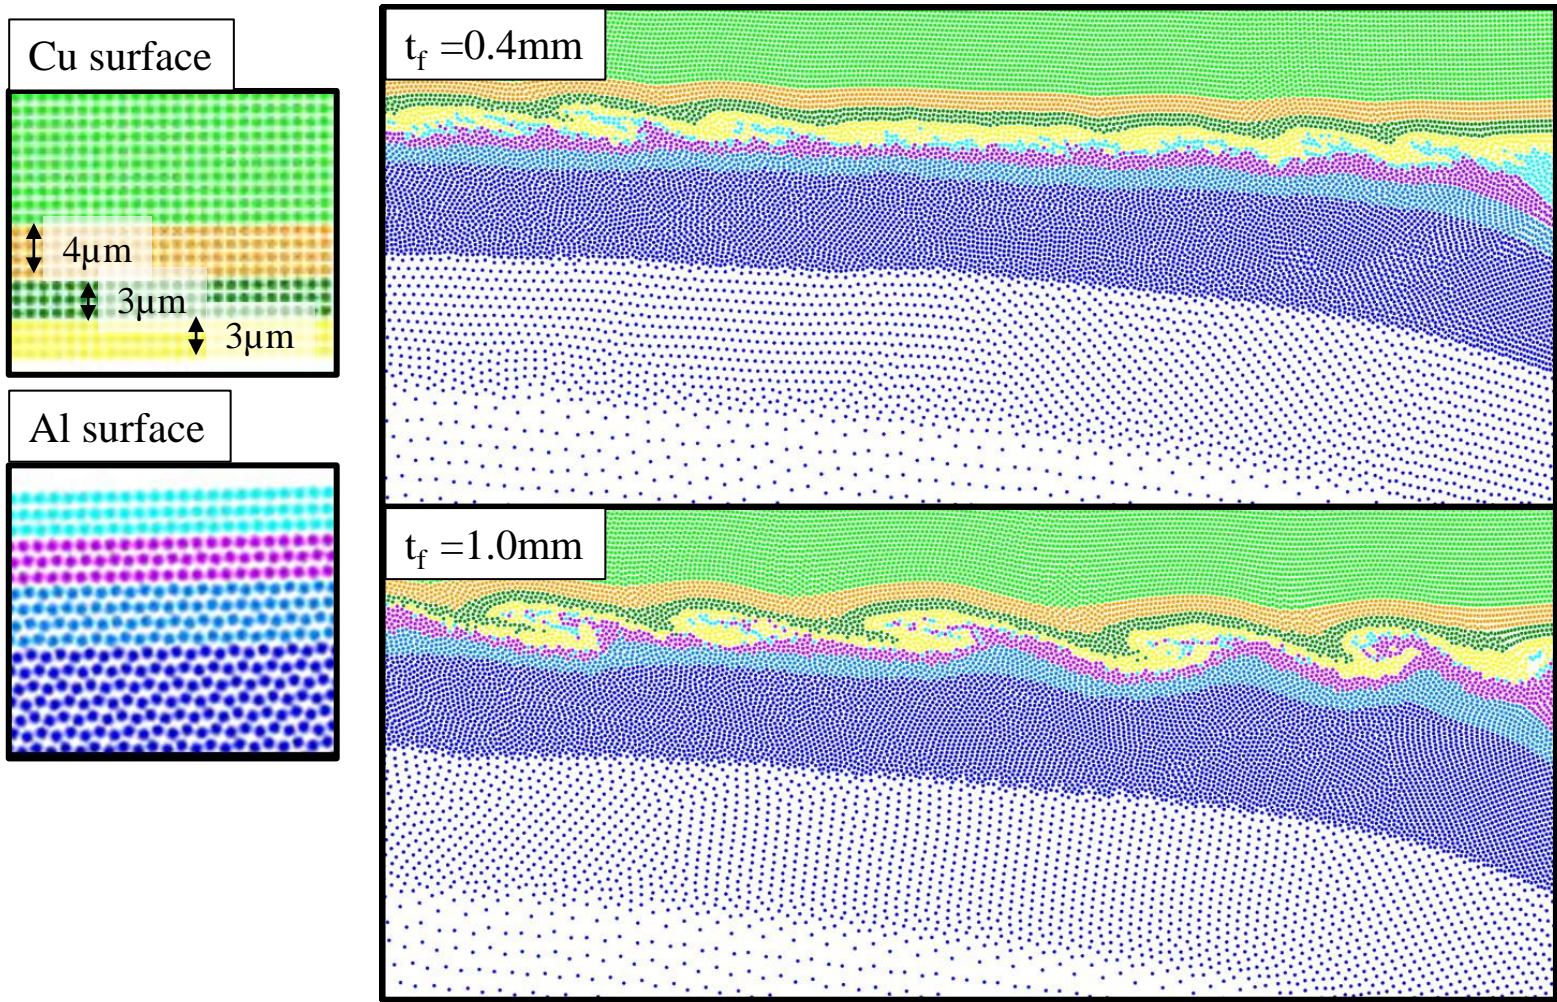 Cu surface
4µm
3µm
3µm
Al surface
t_f =0.4mm
t_f =1.0mm